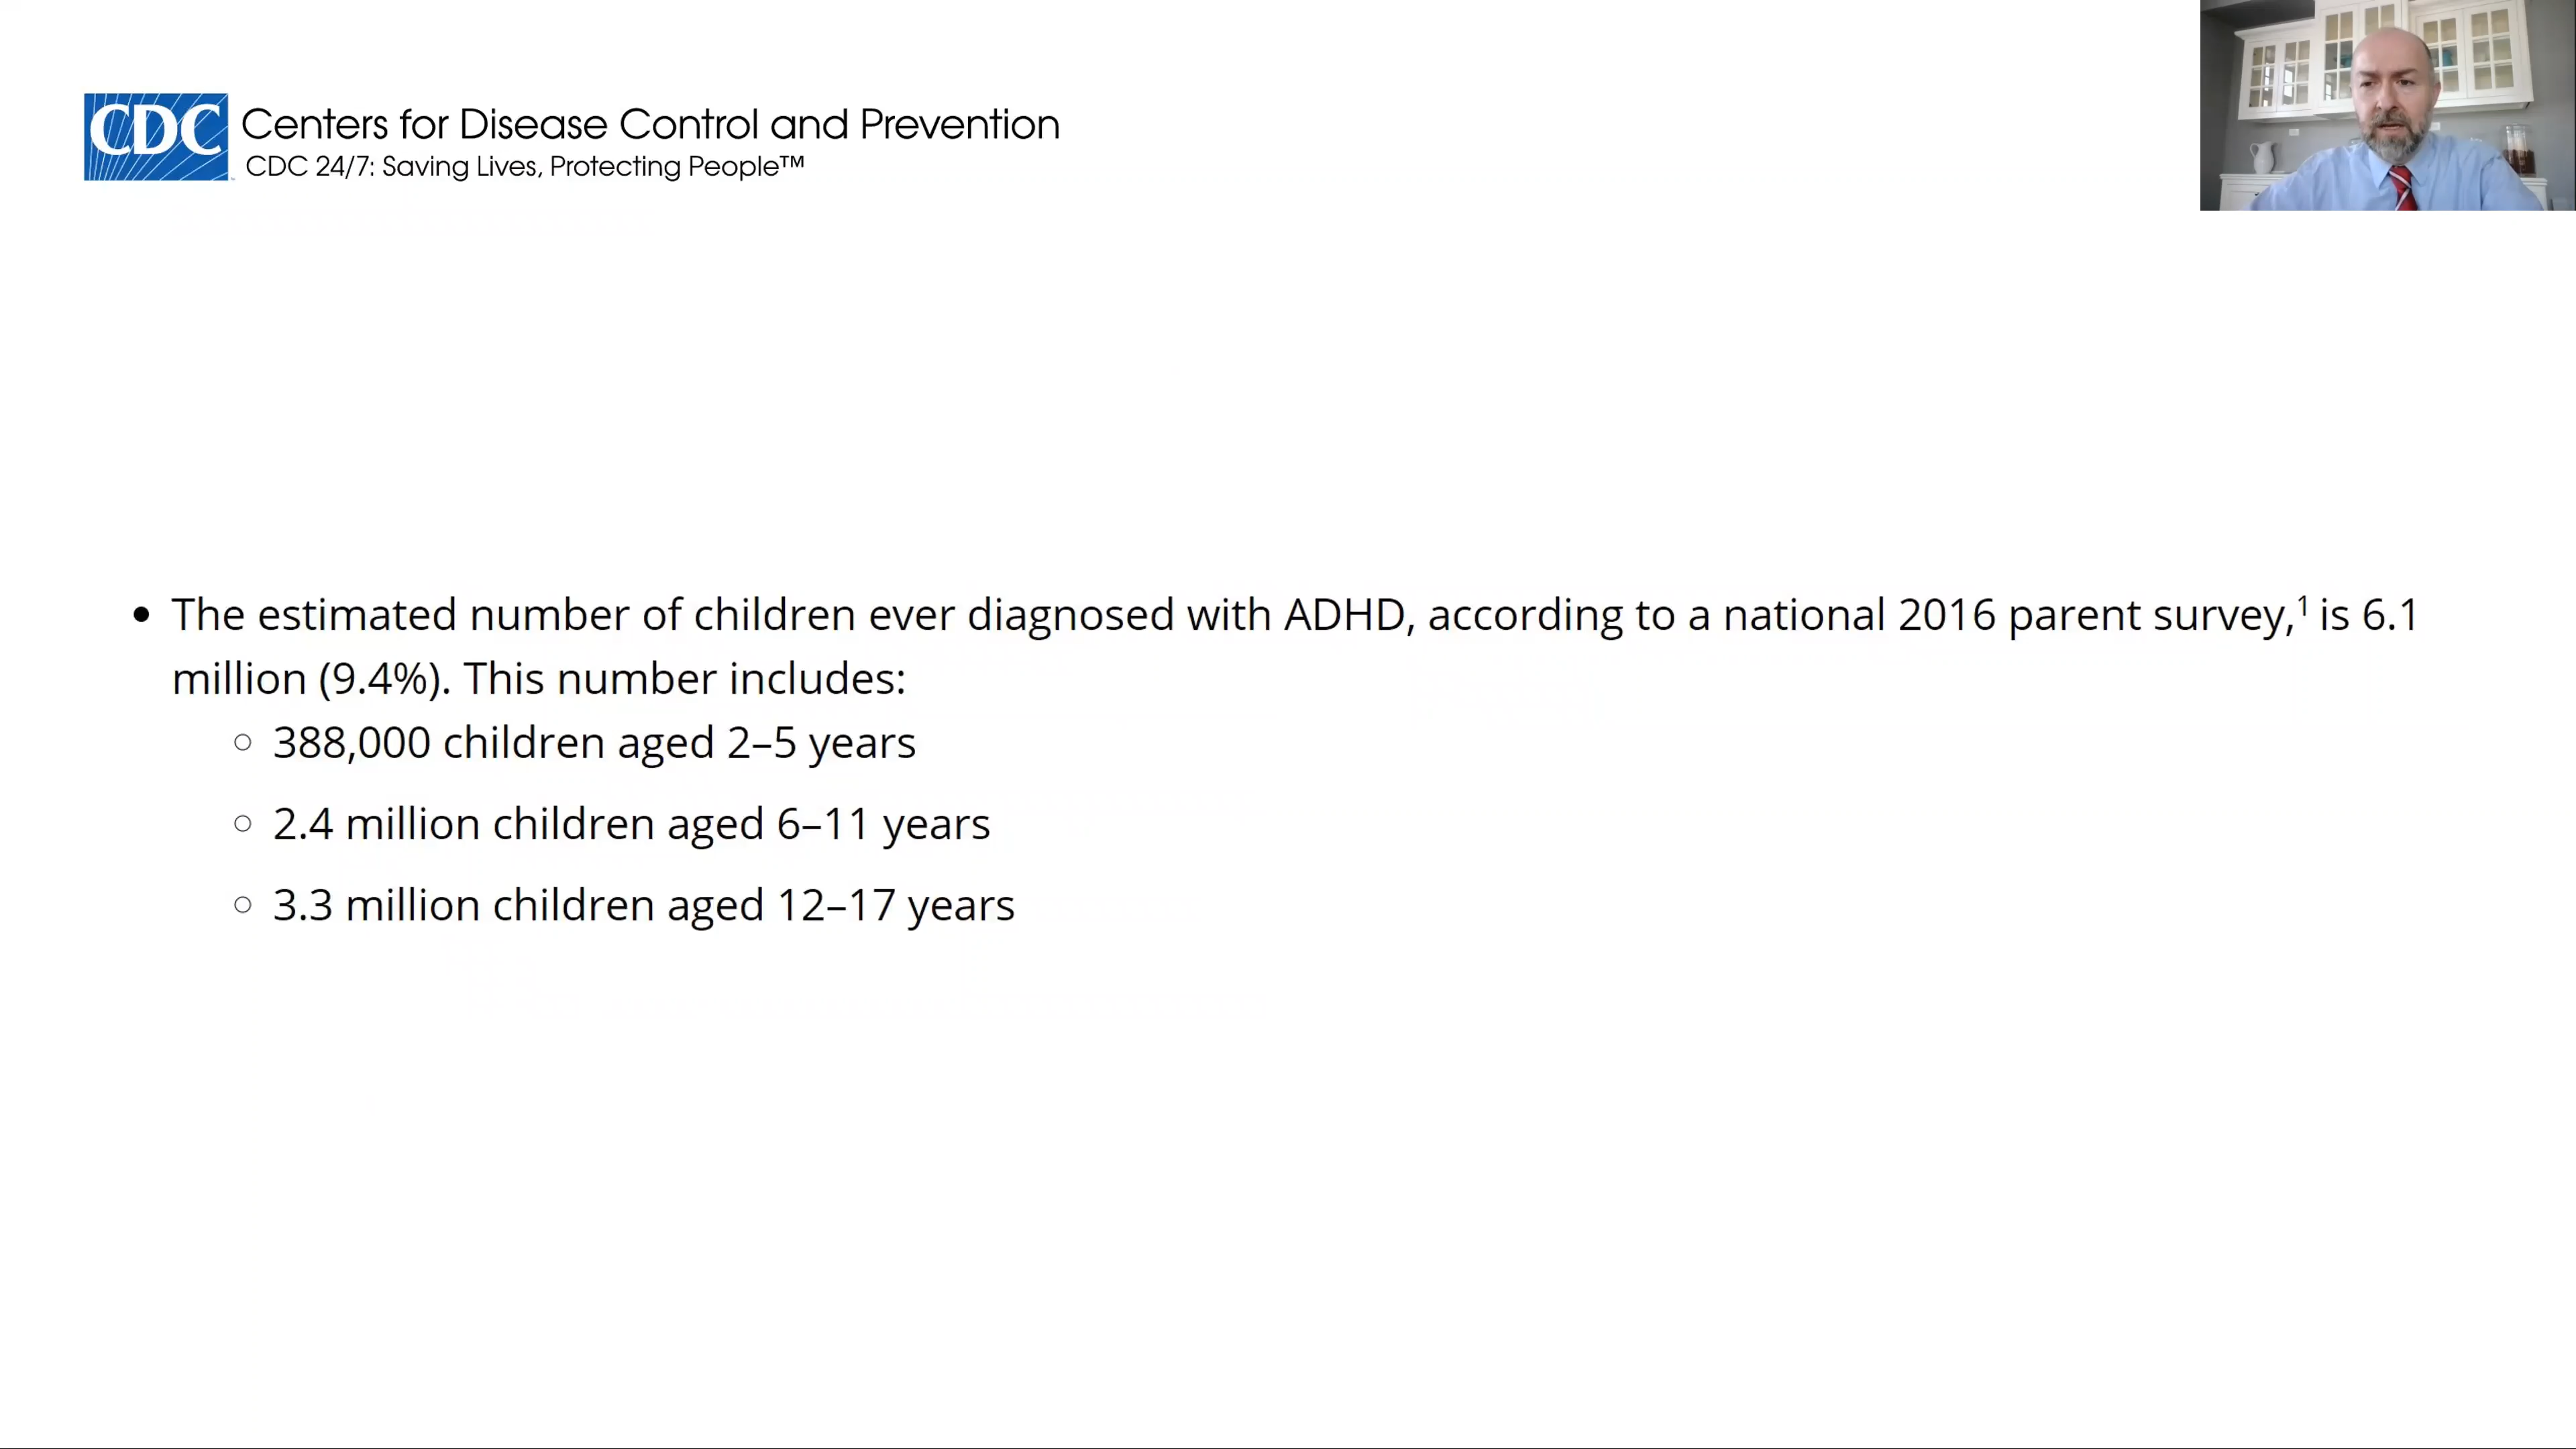 CDC
Centers for Disease Control and Prevention
CDC 24/7: Saving Lives, Protecting People™
• The estimated number of children ever diagnosed with ADHD, according to a national 2016 parent survey,¹ is 6.1
million (9.4%). This number includes:
○ 388,000 children aged 2–5 years
○ 2.4 million children aged 6–11 years
○ 3.3 million children aged 12–17 years